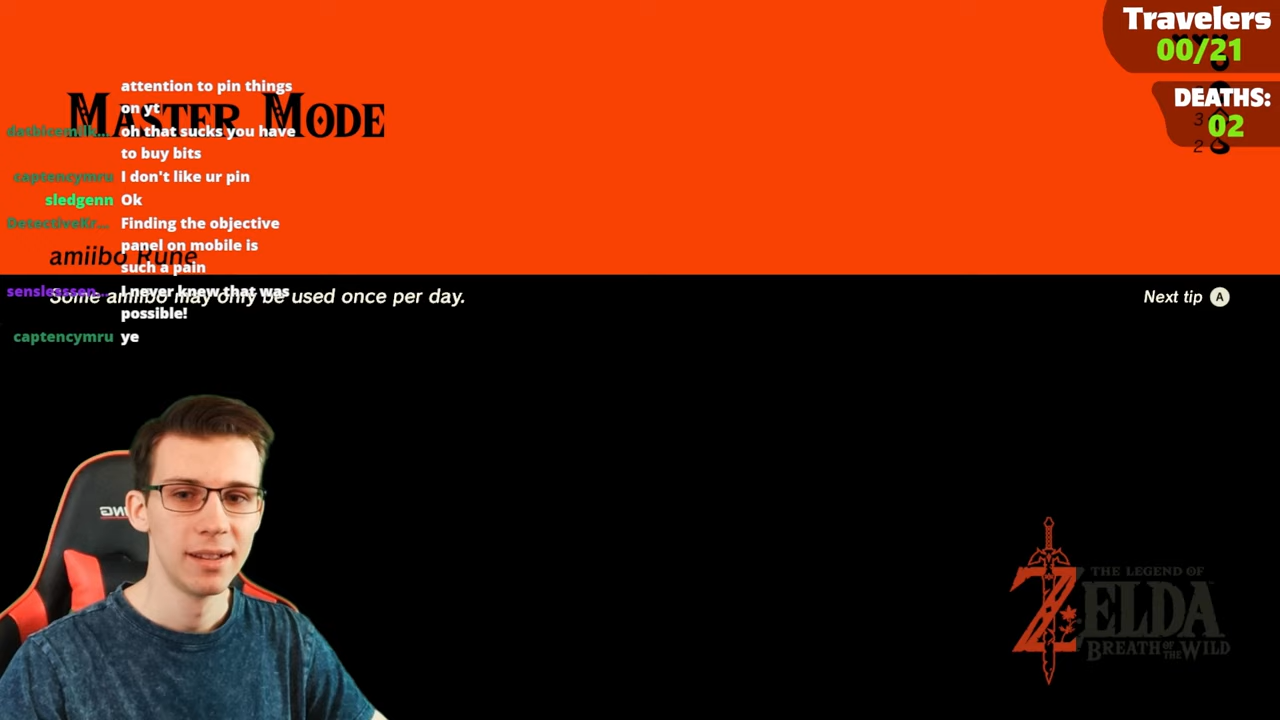 Travelers
00/21
DEATHS:
02
3
2
MASTER MODE
attention to pin things
on yt
oh that sucks you have
to buy bits
captencymru I don't like ur pin
sledgenn Ok
DetectiveKr... Finding the objective
panel on mobile is
such a pain
amiibo Rune
I never knew that was
possible!
Some amiibo may only be used once per day.
Next tip A
captencymru ye
THE LEGEND OF
ZELDA
BREATH OF THE WILD